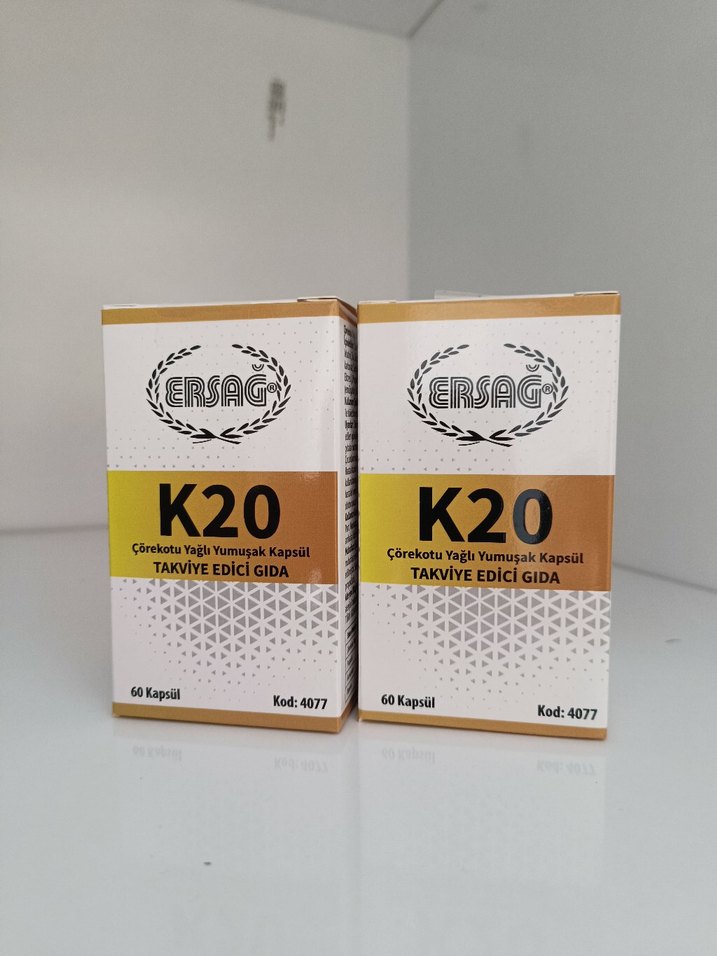 ERSAĞ®
K20
Çörekotu Yağlı Yumuşak Kapsül
TAKVİYE EDİCİ GIDA
60 Kapsül
Kod: 4077
ERSAĞ®
K20
Çörekotu Yağlı Yumuşak Kapsül
TAKVİYE EDİCİ GIDA
60 Kapsül
Kod: 4077